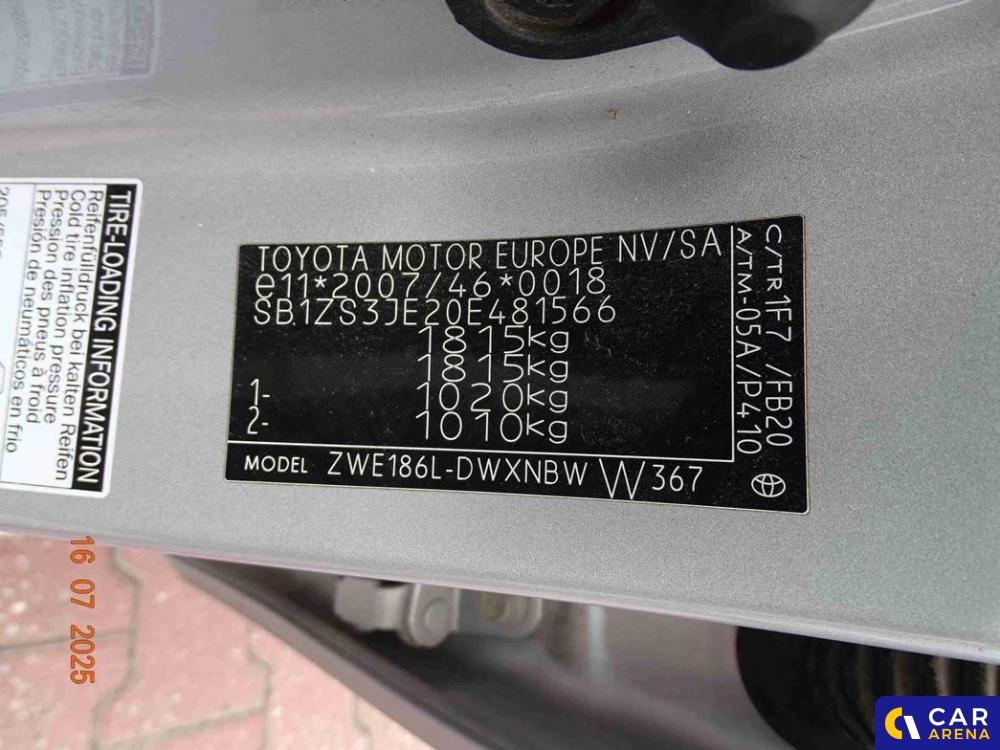 TIRE-LOADING INFORMATION
Reifenfülldruck bei kalten Reifen
Cold tire inflation pressure
Pression des pneus à froid
Presión de neumáticos en frio
TOYOTA MOTOR EUROPE NV/SA
e11*2007/46*0018
SB1ZS3JE20E481566
1815kg
1815kg
1- 1020kg
2- 1010kg
MODEL ZWE186L-DWXNBW W367
C/TR 1F7 /FB20
A/TM-05A/P410
16 07 2025
CAR
ARENA